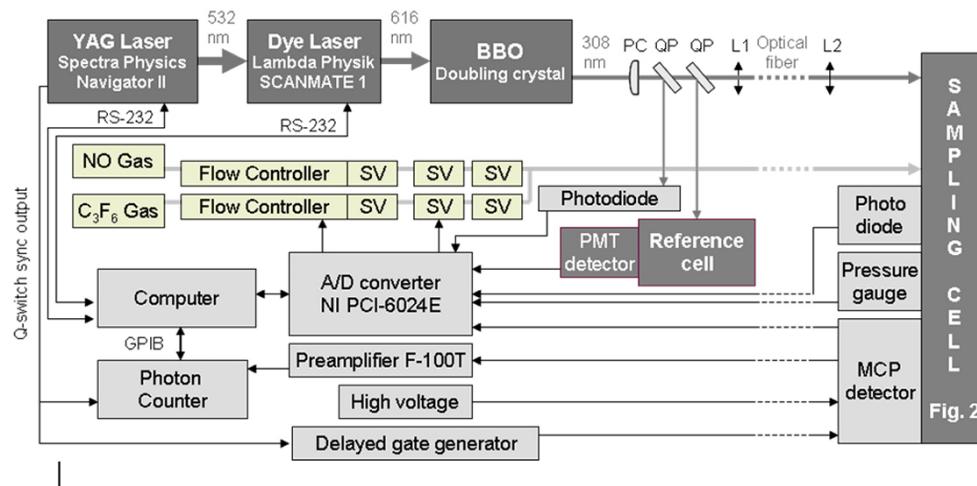 YAG Laser
Spectra Physics
Navigator II
532
nm
Dye Laser
Lambda Physik
SCANMATE 1
616
nm
BBO
Doubling crystal
308
nm
PC
QP
QP
L1
Optical
fiber
L2
RS-232
RS-232
NO Gas
Flow Controller
SV
SV
SV
C₃F₆ Gas
Flow Controller
SV
SV
SV
Photodiode
PMT
detector
Reference
cell
Photo
diode
Pressure
gauge
A/D converter
NI PCI-6024E
Computer
GPIB
Photon
Counter
Preamplifier F-100T
High voltage
Delayed gate generator
MCP
detector
Q-switch sync output
SAMPLING CELL
Fig. 2